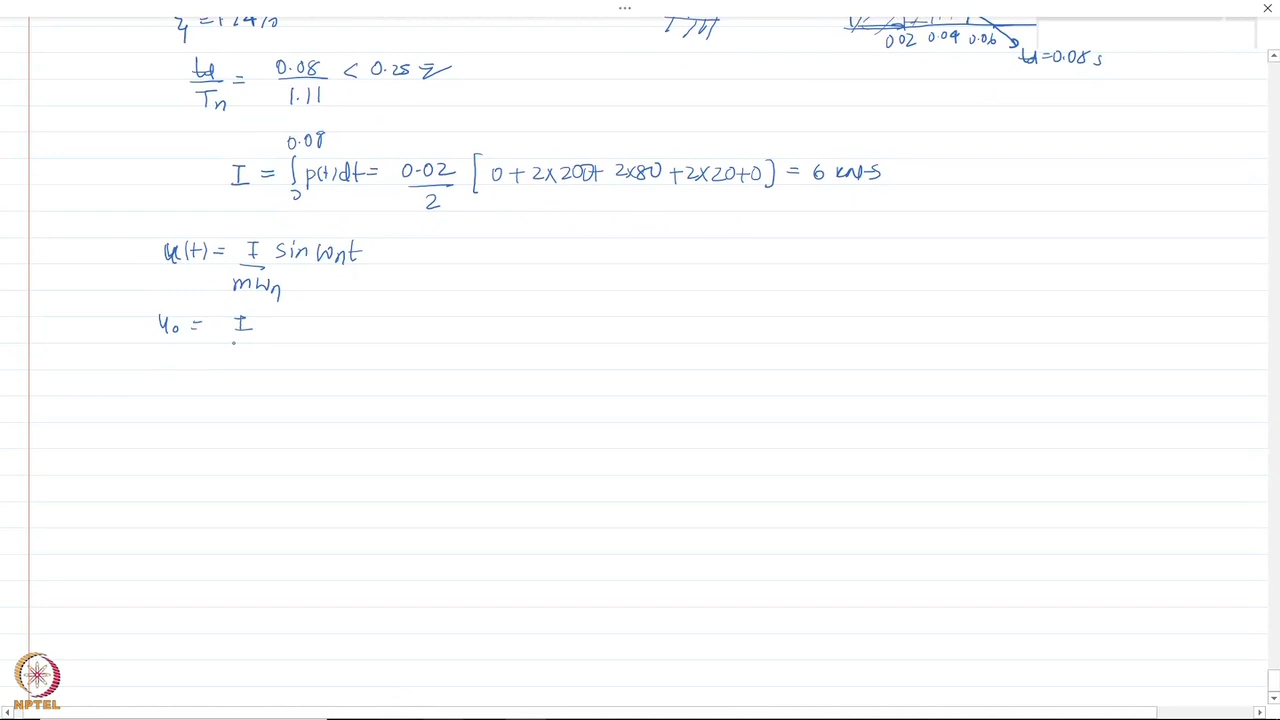 0.02 0.04 0.06
td = 0.08 s
td/Tn = 0.08/1.11 < 0.25
I = ∫₀^0.08 p(t)dt = 0.02/2 [0 + 2x200 + 2x80 + 2x20+0] = 6 kN-S
u(t) = I/mωn sin ωnt
u₀ = I
NPTEL